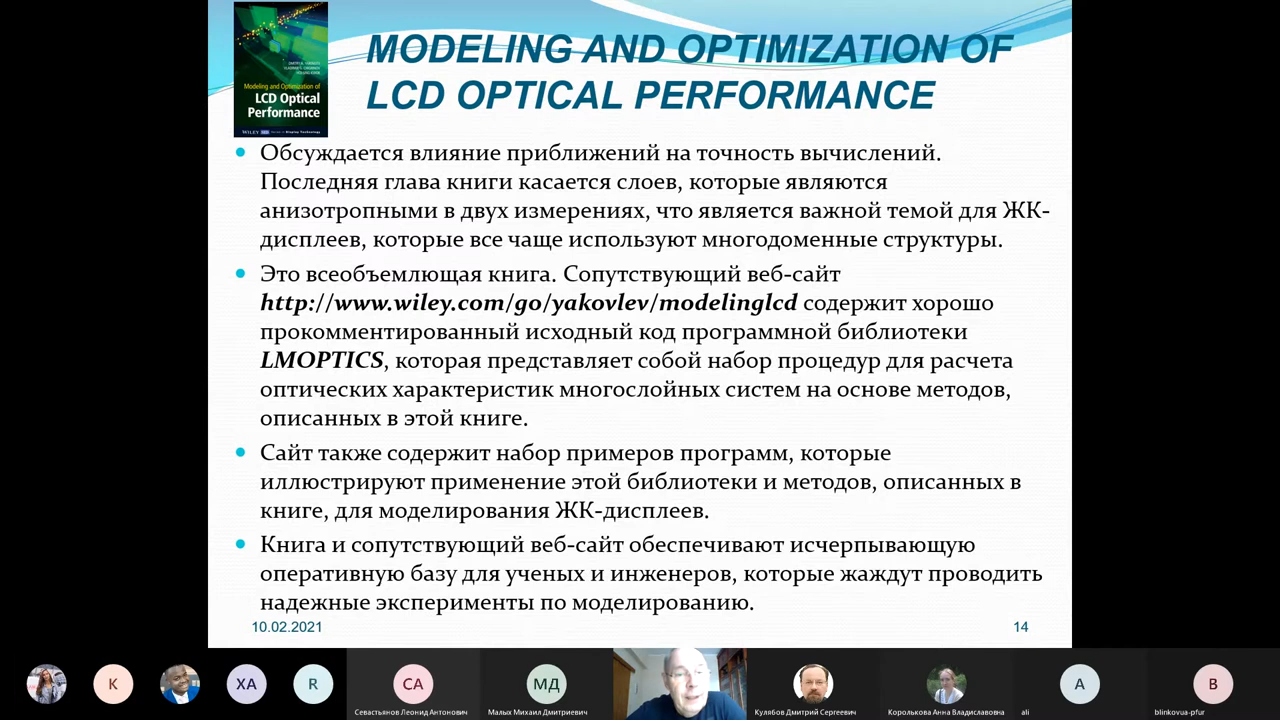 MODELING AND OPTIMIZATION OF
LCD OPTICAL PERFORMANCE
Modeling and Optimization of
LCD Optical
Performance
WILEY
Обсуждается влияние приближений на точность вычислений.
Последняя глава книги касается слоев, которые являются
анизотропными в двух измерениях, что является важной темой для ЖК-
дисплеев, которые все чаще используют многодоменные структуры.
Это всеобъемлющая книга. Сопутствующий веб-сайт
http://www.wiley.com/go/yakovlev/modelinglcd содержит хорошо
прокомментированный исходный код программной библиотеки
LMOPTICS, которая представляет собой набор процедур для расчета
оптических характеристик многослойных систем на основе методов,
описанных в этой книге.
Сайт также содержит набор примеров программ, которые
иллюстрируют применение этой библиотеки и методов, описанных в
книге, для моделирования ЖК-дисплеев.
Книга и сопутствующий веб-сайт обеспечивают исчерпывающую
оперативную базу для ученых и инженеров, которые жаждут проводить
надежные эксперименты по моделированию.
10.02.2021
14
K
ХА
R
СА
Севастьянов Леонид Антонович
МД
Малых Михаил Дмитриевич
Кулябов Дмитрий Сергеевич
Королькова Анна Владиславовна
A
ali
B
blinkovua-pfur